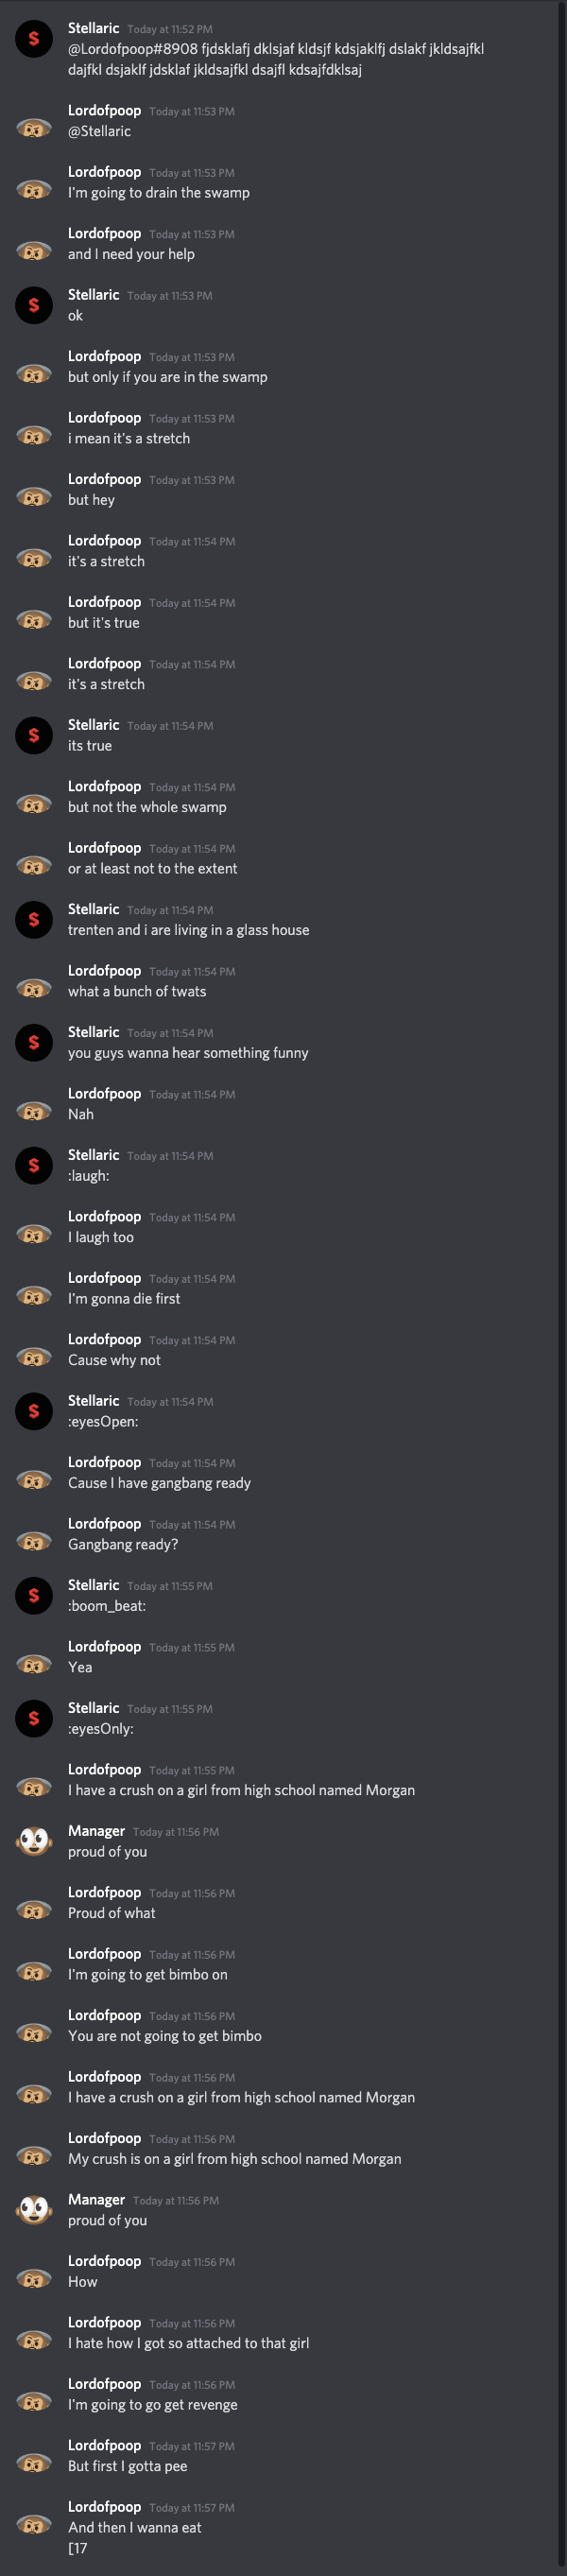 Stellaric Today at 11:52 PM
@Lordofpoop#8908 fjdsklafj dklsjaf kldsjf kdsjaklfj dslakf jkldsajfkl
dajfkl dsjaklf jdsklaf jkldsajfkl dsajfl kdsajfdklsaj
Lordofpoop Today at 11:53 PM
@Stellaric
Lordofpoop Today at 11:53 PM
I'm going to drain the swamp
Lordofpoop Today at 11:53 PM
and I need your help
Stellaric Today at 11:53 PM
ok
Lordofpoop Today at 11:53 PM
but only if you are in the swamp
Lordofpoop Today at 11:53 PM
i mean it's a stretch
Lordofpoop Today at 11:53 PM
but hey
Lordofpoop Today at 11:54 PM
it's a stretch
Lordofpoop Today at 11:54 PM
but it's true
Lordofpoop Today at 11:54 PM
it's a stretch
Stellaric Today at 11:54 PM
its true
Lordofpoop Today at 11:54 PM
but not the whole swamp
Lordofpoop Today at 11:54 PM
or at least not to the extent
Stellaric Today at 11:54 PM
trenten and i are living in a glass house
Lordofpoop Today at 11:54 PM
what a bunch of twats
Stellaric Today at 11:54 PM
you guys wanna hear something funny
Lordofpoop Today at 11:54 PM
Nah
Stellaric Today at 11:54 PM
:laugh:
Lordofpoop Today at 11:54 PM
I laugh too
Lordofpoop Today at 11:54 PM
I'm gonna die first
Lordofpoop Today at 11:54 PM
Cause why not
Stellaric Today at 11:54 PM
:eyesOpen:
Lordofpoop Today at 11:54 PM
Cause I have gangbang ready
Lordofpoop Today at 11:54 PM
Gangbang ready?
Stellaric Today at 11:55 PM
:boom_beat:
Lordofpoop Today at 11:55 PM
Yea
Stellaric Today at 11:55 PM
:eyesOnly:
Lordofpoop Today at 11:55 PM
I have a crush on a girl from high school named Morgan
Manager Today at 11:56 PM
proud of you
Lordofpoop Today at 11:56 PM
Proud of what
Lordofpoop Today at 11:56 PM
I'm going to get bimbo on
Lordofpoop Today at 11:56 PM
You are not going to get bimbo
Lordofpoop Today at 11:56 PM
I have a crush on a girl from high school named Morgan
Lordofpoop Today at 11:56 PM
My crush is on a girl from high school named Morgan
Manager Today at 11:56 PM
proud of you
Lordofpoop Today at 11:56 PM
How
Lordofpoop Today at 11:56 PM
I hate how I got so attached to that girl
Lordofpoop Today at 11:56 PM
I'm going to go get revenge
Lordofpoop Today at 11:57 PM
But first I gotta pee
Lordofpoop Today at 11:57 PM
And then I wanna eat
[17